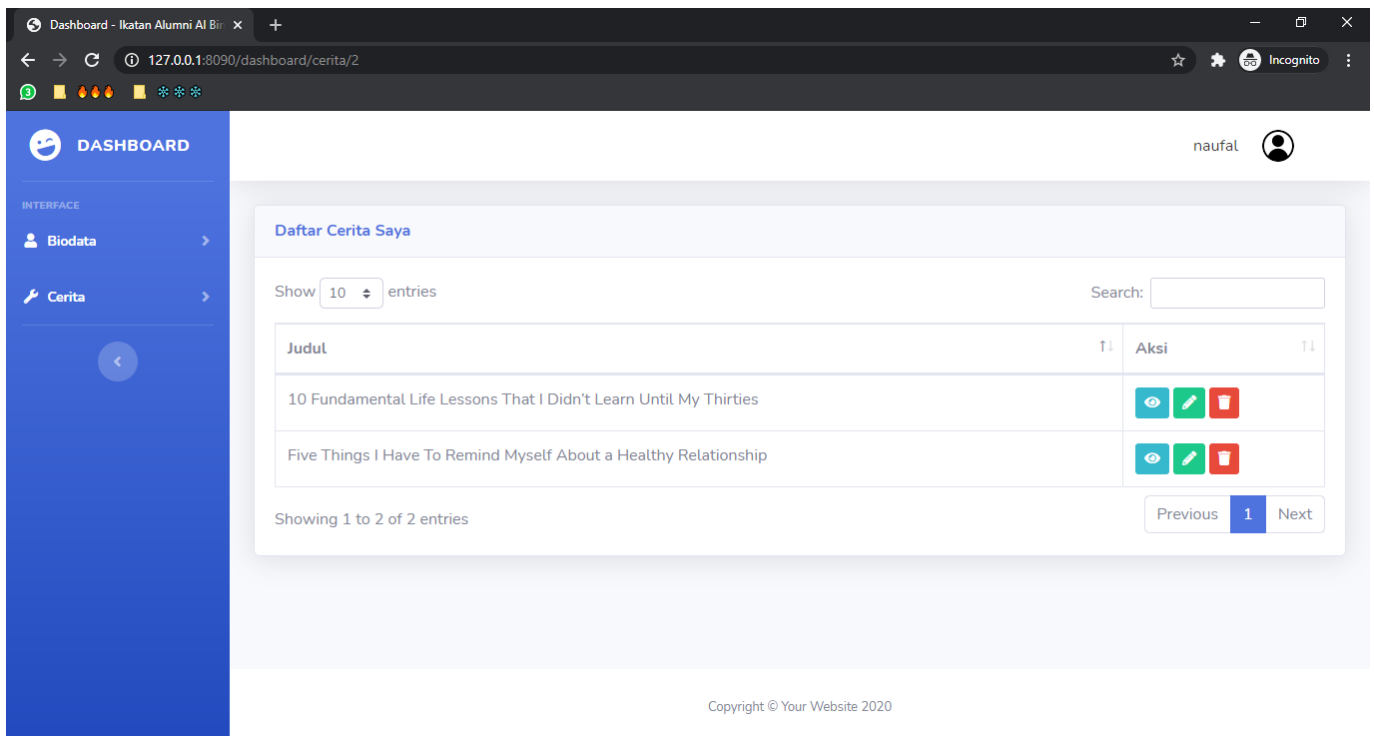 Dashboard - Ikatan Alumni Al Bin
127.0.0.1:8090/dashboard/cerita/2
Incognito
3
DASHBOARD
naufal
INTERFACE
Biodata
Cerita
Daftar Cerita Saya
Show 10 entries
Search:
Judul Aksi
10 Fundamental Life Lessons That I Didn't Learn Until My Thirties
Five Things I Have To Remind Myself About a Healthy Relationship
Showing 1 to 2 of 2 entries
Previous 1 Next
Copyright © Your Website 2020